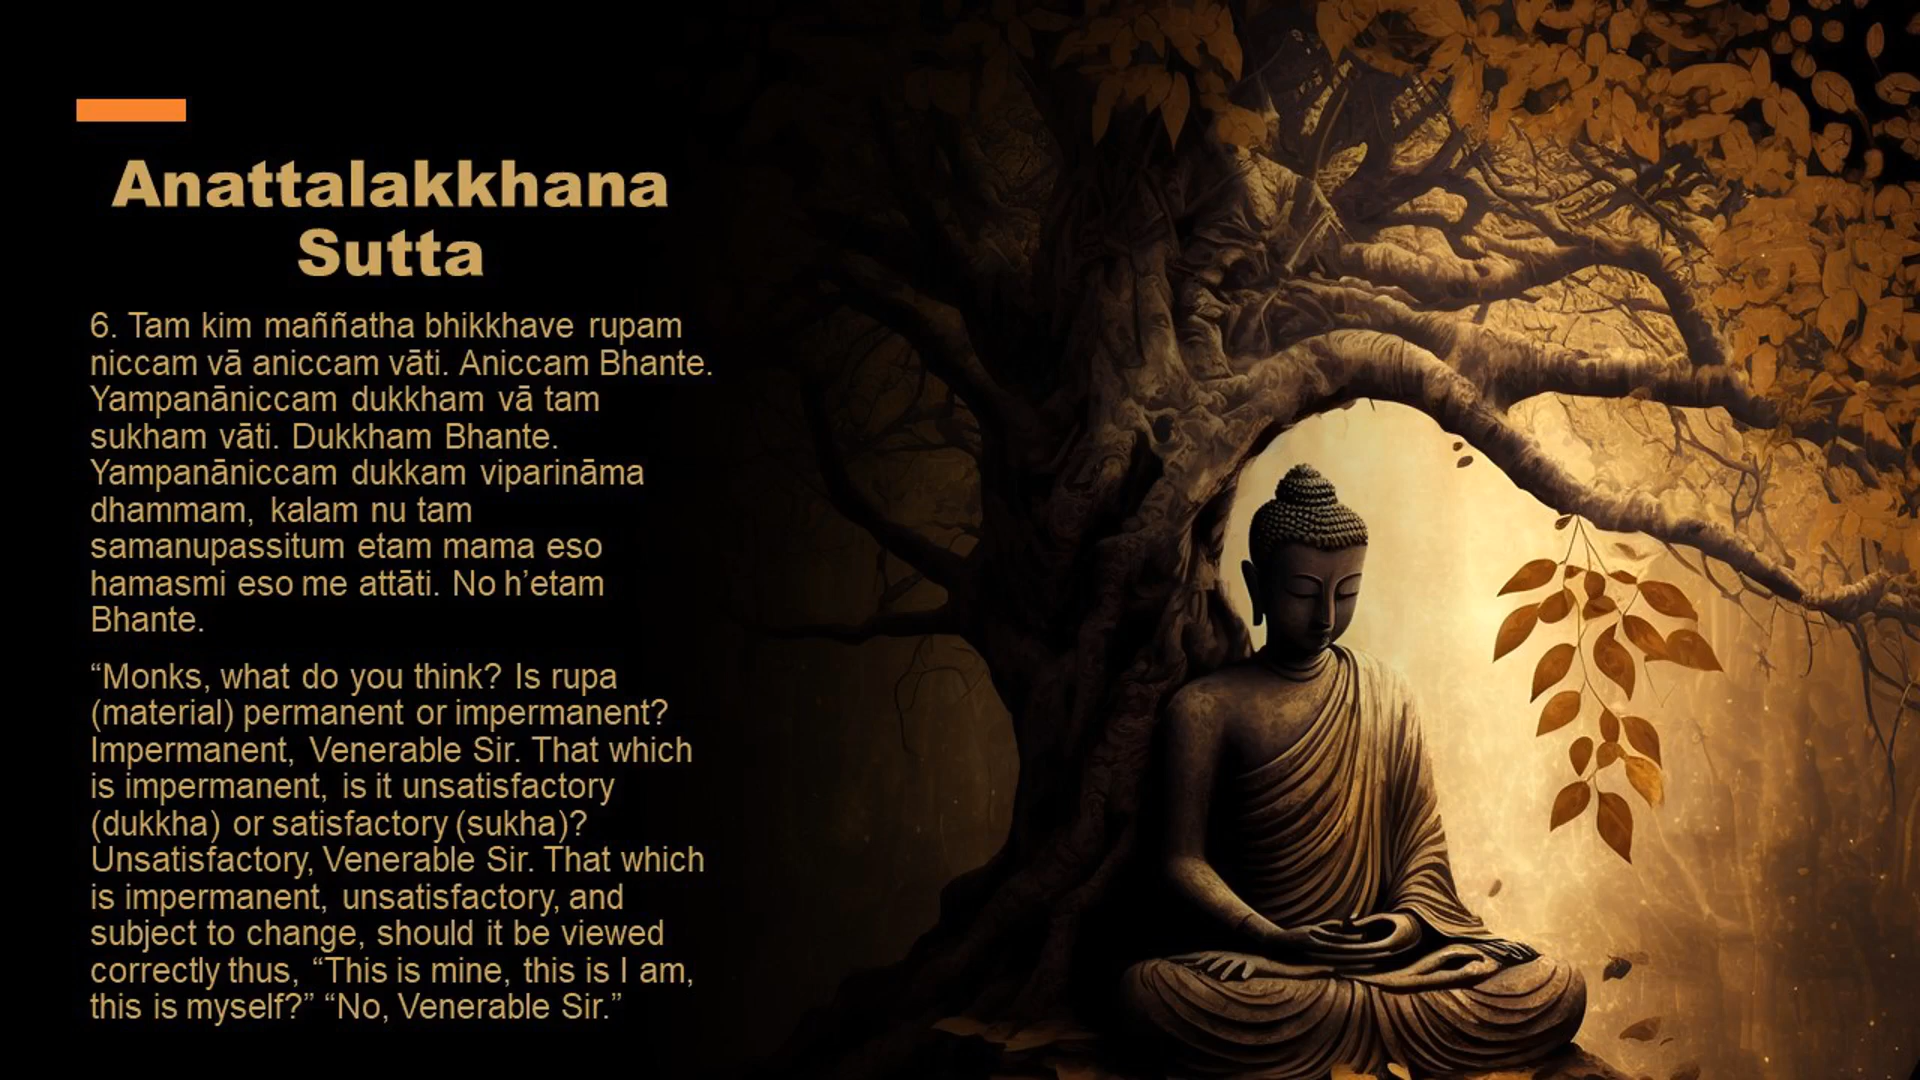 Anattalakkhana
Sutta
6. Tam kim maññatha bhikkhave rupam
niccam vā aniccam vāti. Aniccam Bhante.
Yampanāniccam dukkham vā tam
sukham vāti. Dukkham Bhante.
Yampanāniccam dukkam viparināma
dhammam, kalam nu tam
samanupassitum etam mama eso
hamasmi eso me attāti. No h’etam
Bhante.
“Monks, what do you think? Is rupa
(material) permanent or impermanent?
Impermanent, Venerable Sir. That which
is impermanent, is it unsatisfactory
(dukkha) or satisfactory (sukha)?
Unsatisfactory, Venerable Sir. That which
is impermanent, unsatisfactory, and
subject to change, should it be viewed
correctly thus, “This is mine, this is I am,
this is myself?” “No, Venerable Sir.”